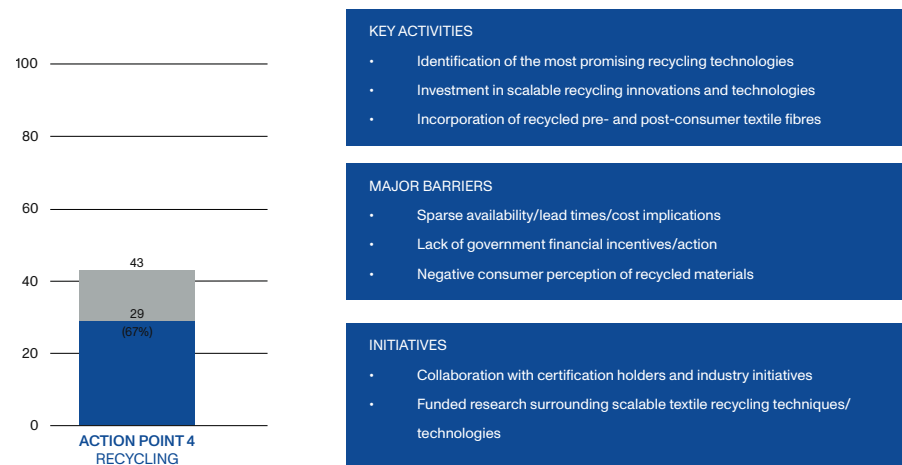 100
80
60
40
20
0
43
29
(67%)
ACTION POINT 4
RECYCLING
KEY ACTIVITIES
• Identification of the most promising recycling technologies
• Investment in scalable recycling innovations and technologies
• Incorporation of recycled pre- and post-consumer textile fibres
MAJOR BARRIERS
• Sparse availability/lead times/cost implications
• Lack of government financial incentives/action
• Negative consumer perception of recycled materials
INITIATIVES
• Collaboration with certification holders and industry initiatives
• Funded research surrounding scalable textile recycling techniques/
technologies